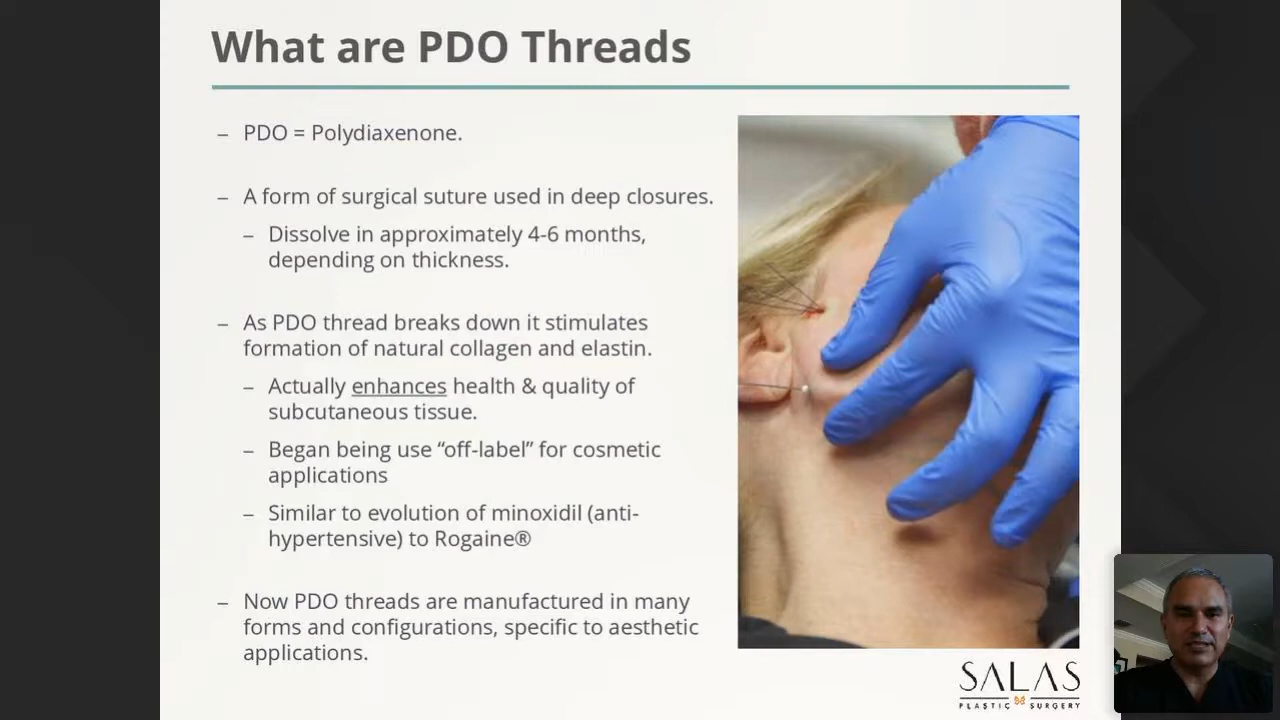 What are PDO Threads
– PDO = Polydiaxenone.
– A form of surgical suture used in deep closures.
– Dissolve in approximately 4-6 months,
depending on thickness.
– As PDO thread breaks down it stimulates
formation of natural collagen and elastin.
– Actually enhances health & quality of
subcutaneous tissue.
– Began being use “off-label” for cosmetic
applications
– Similar to evolution of minoxidil (anti-
hypertensive) to Rogaine®
– Now PDO threads are manufactured in many
forms and configurations, specific to aesthetic
applications.
SALAS
PLASTIC SURGERY